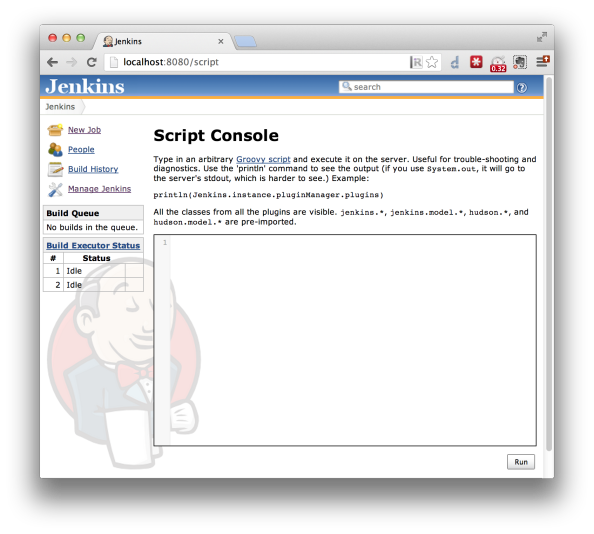 Jenkins
localhost:8080/script
0.32
Jenkins
search
Jenkins
New Job
People
Build History
Manage Jenkins
Build Queue
No builds in the queue.
Build Executor Status
# Status
1 Idle
2 Idle
Script Console
Type in an arbitrary Groovy script and execute it on the server. Useful for trouble-shooting and
diagnostics. Use the 'println' command to see the output (if you use System.out, it will go to
the server's stdout, which is harder to see.) Example:
println(Jenkins.instance.pluginManager.plugins)
All the classes from all the plugins are visible. jenkins.*, jenkins.model.*, hudson.*, and
hudson.model.* are pre-imported.
1
Run